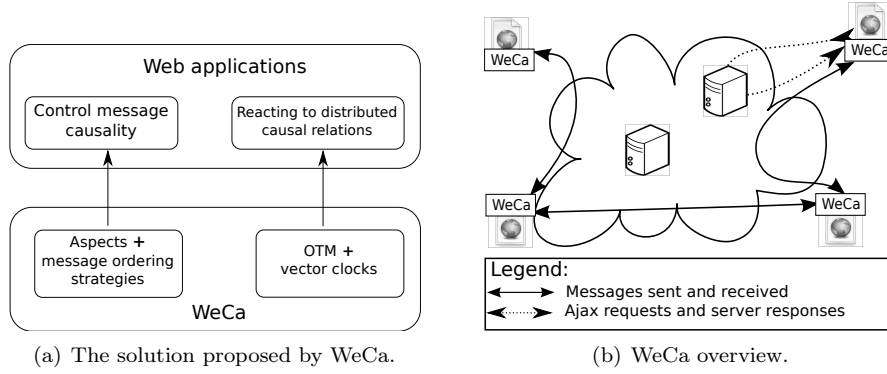 Web applications
Control message
causality
Reacting to distributed
causal relations
Aspects +
message ordering
strategies
OTM +
vector clocks
WeCa
(a) The solution proposed by WeCa.
WeCa
WeCa
WeCa
WeCa
Legend:
Messages sent and received
Ajax requests and server responses
(b) WeCa overview.